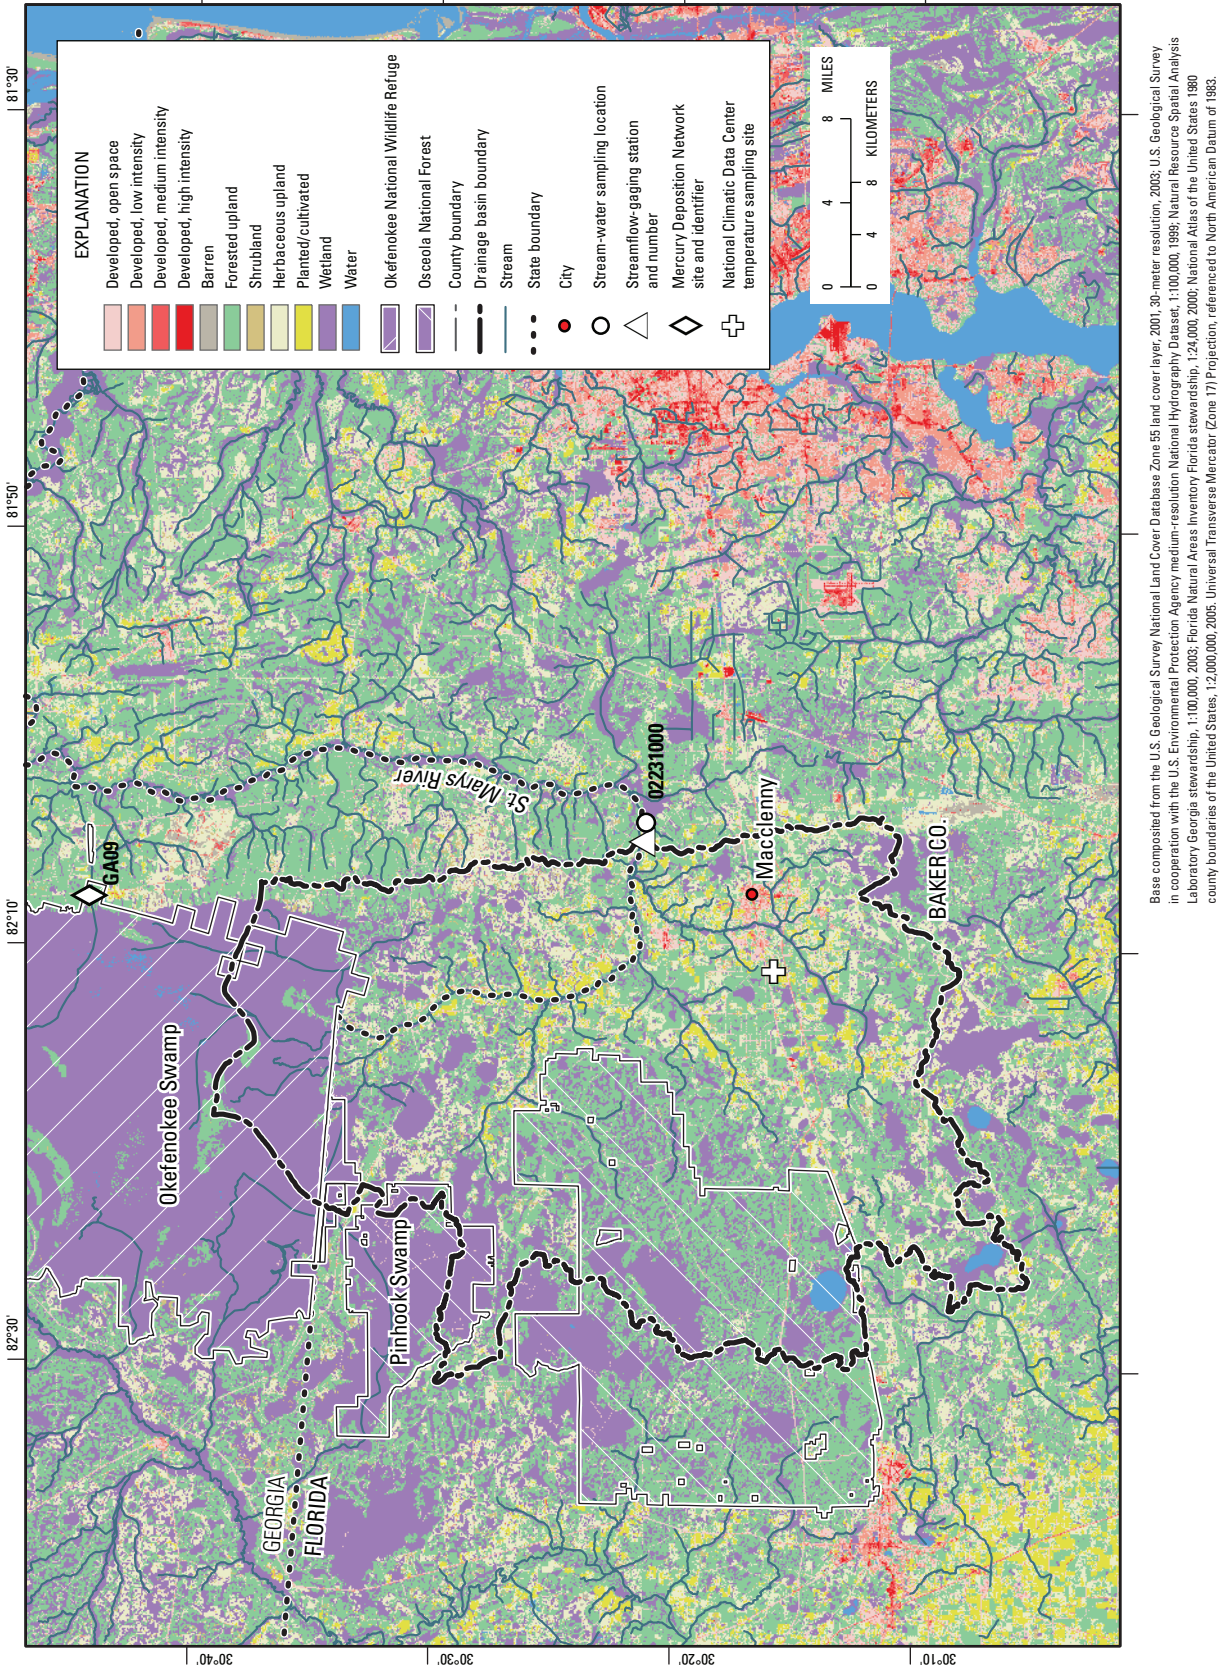 81°30'
81°50'
82°10'
82°30'
30°40'
30°30'
30°20'
30°10'
EXPLANATION
Developed, open space
Developed, low intensity
Developed, medium intensity
Developed, high intensity
Barren
Forested upland
Shrubland
Herbaceous upland
Planted/cultivated
Wetland
Water
Okefenokee National Wildlife Refuge
Osceola National Forest
County boundary
Drainage basin boundary
Stream
State boundary
City
Stream-water sampling location
Streamflow-gaging station
and number
Mercury Deposition Network
site and identifier
National Climatic Data Center
temperature sampling site
0 4 8 MILES
0 4 8 KILOMETERS
GA09
Okefenokee Swamp
St. Marys River
02231000
Macclenny
BAKER CO.
Pinhook Swamp
GEORGIA
FLORIDA
Base composited from the U.S. Geological Survey National Land Cover Database Zone 55 land cover layer, 2001, 30-meter resolution, 2003; U.S. Geological Survey
in cooperation with the U.S. Environmental Protection Agency medium-resolution National Hydrography Dataset, 1:100,000, 1999; Natural Resource Spatial Analysis
Laboratory Georgia stewardship, 1:100,000, 2003; Florida Natural Areas Inventory Florida stewardship, 1:24,000, 2000; National Atlas of the United States 1980
county boundaries of the United States, 1:2,000,000, 2005. Universal Transverse Mercator (Zone 17) Projection, referenced to North American Datum of 1983.